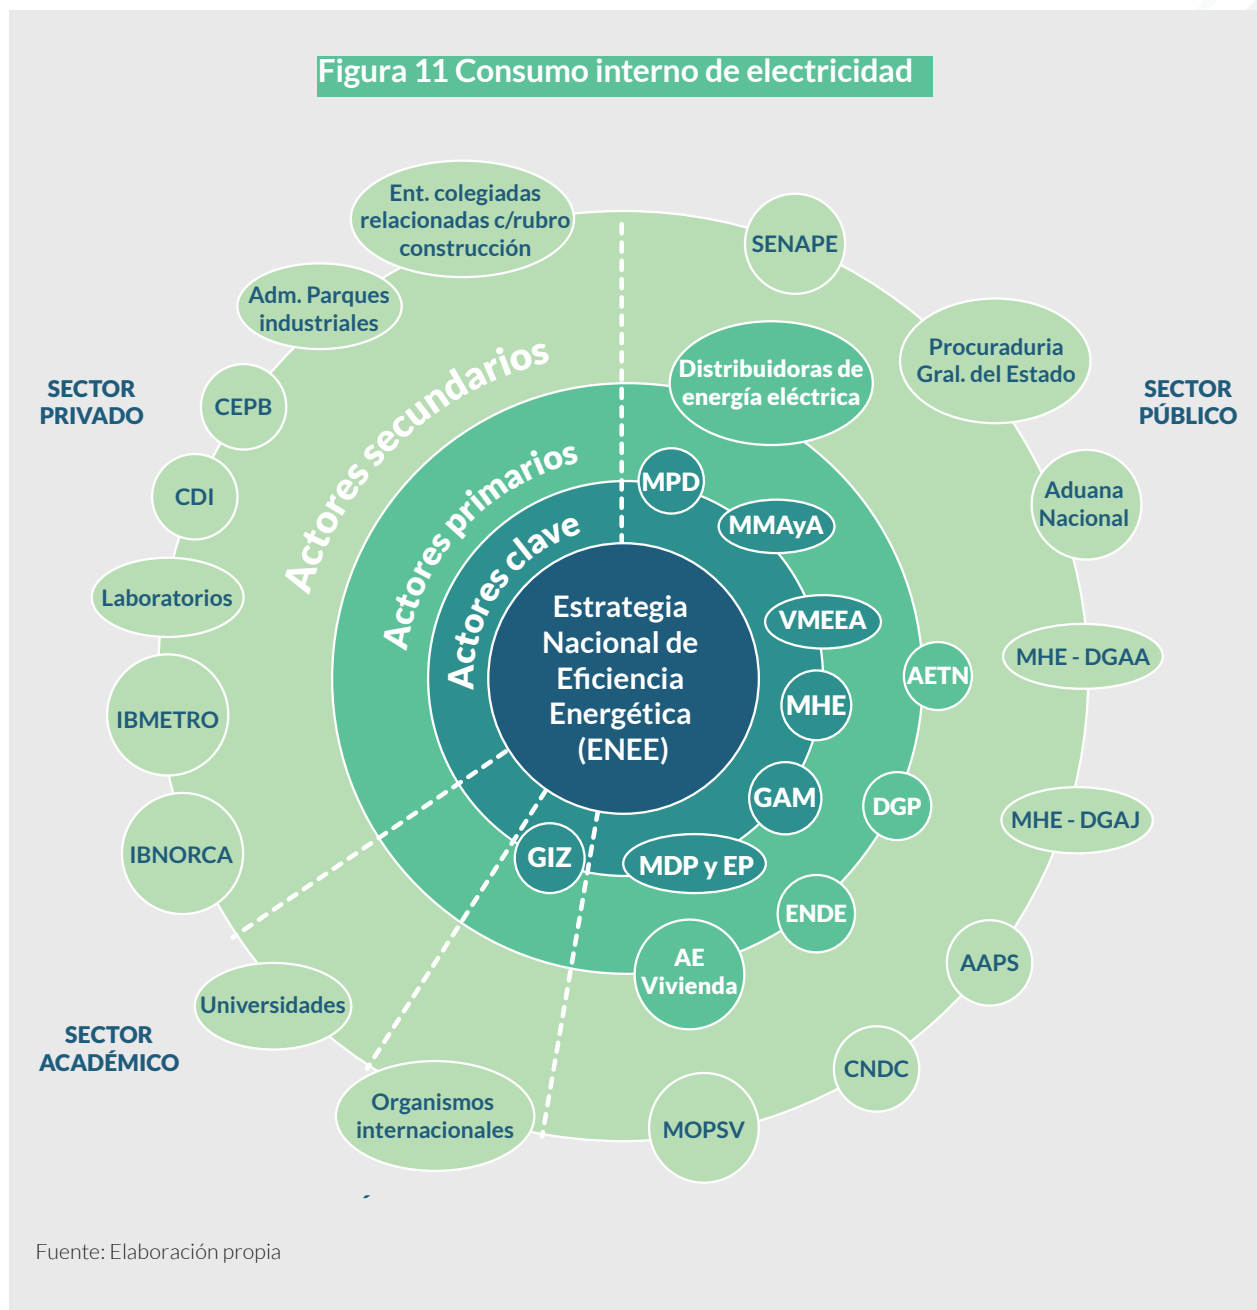 Figura 11 Consumo interno de electricidad
Ent. colegiadas
relacionadas c/rubro
construcción
SENAPE
Adm. Parques
industriales
Procuraduria
Gral. del Estado
Distribuidoras de
energía eléctrica
SECTOR
PRIVADO
SECTOR
PÚBLICO
CEPB
CDI
Aduana
Nacional
Actores secundarios
Actores primarios
Actores clave
MPD
MMAyA
VMEEA
MHE
GAM
MDP y EP
GIZ
Estrategia
Nacional de
Eficiencia
Energética
(ENEE)
Laboratorios
IBMETRO
IBNORCA
AETN
DGP
ENDE
AE
Vivienda
MHE - DGAA
MHE - DGAJ
AAPS
CNDC
MOPSV
Universidades
SECTOR
ACADÉMICO
Organismos
internacionales
Fuente: Elaboración propia